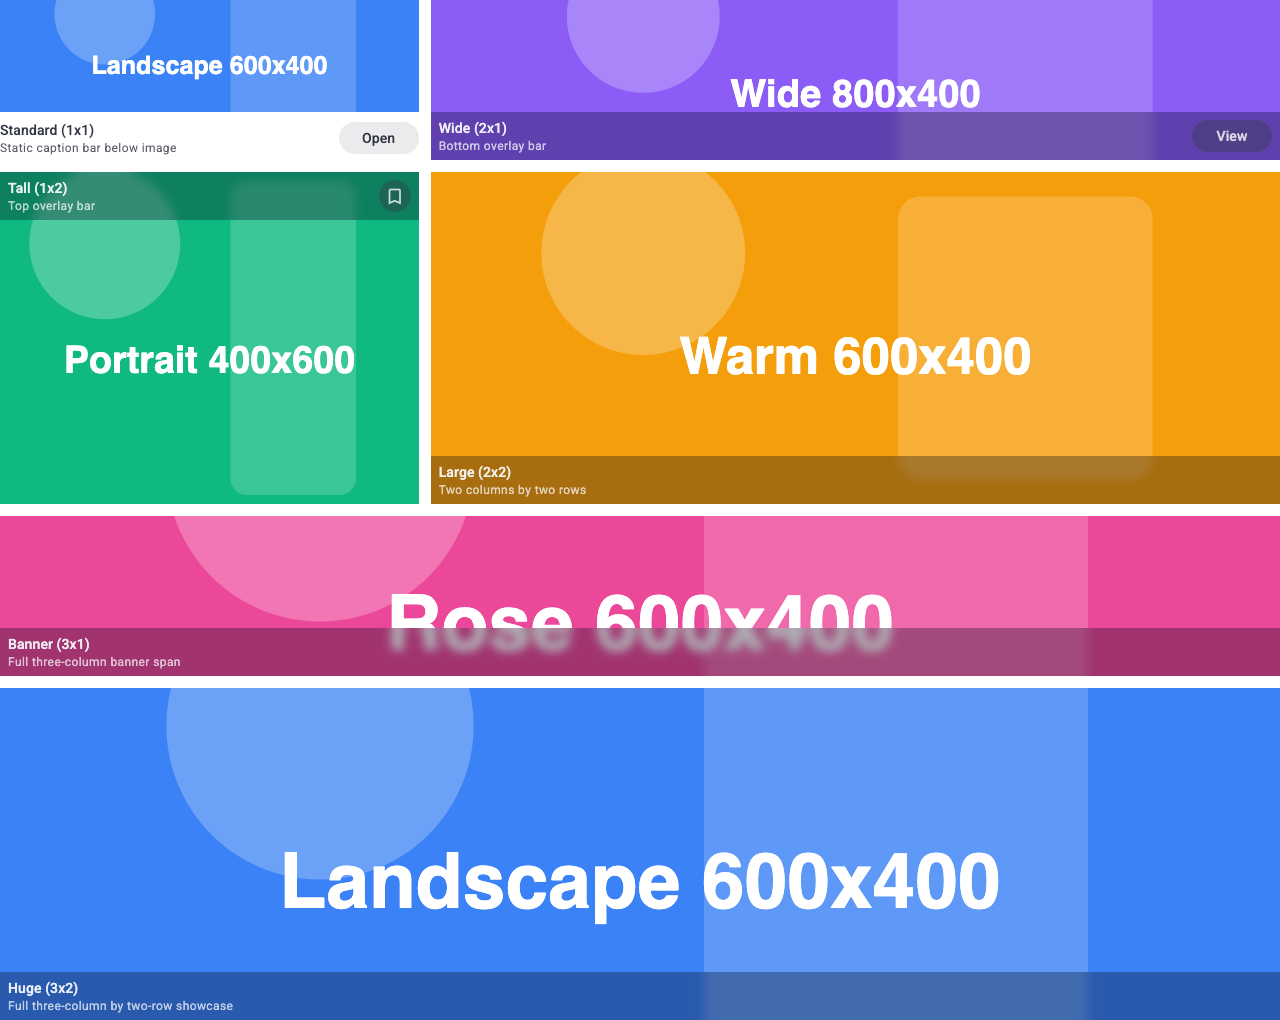 Landscape 600x400
Standard (1x1)
Static caption bar below image
Open
Wide 800x400
Wide (2x1)
Bottom overlay bar
View
Tall (1x2)
Top overlay bar
Portrait 400x600
Warm 600x400
Large (2x2)
Two columns by two rows
Rose 600x400
Banner (3x1)
Full three-column banner span
Landscape 600x400
Huge (3x2)
Full three-column by two-row showcase